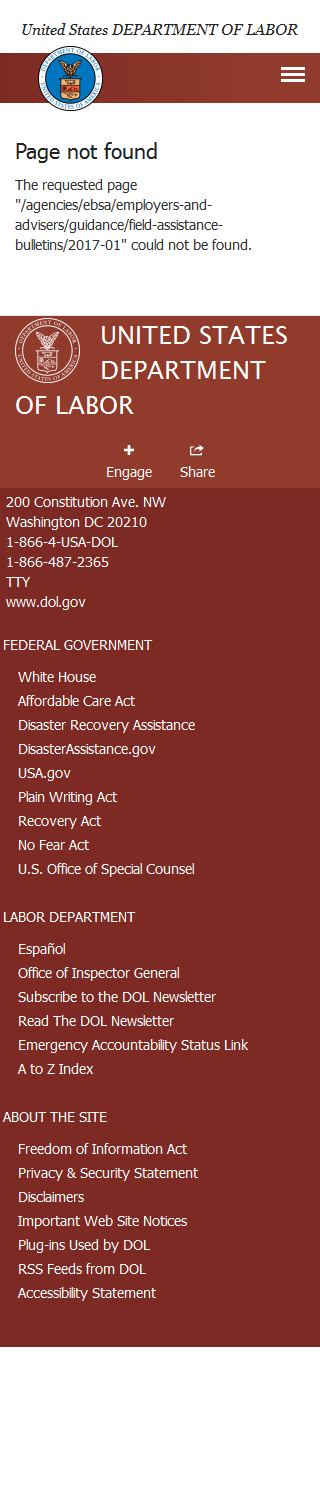 United States DEPARTMENT OF LABOR
Page not found
The requested page
"/agencies/ebsa/employers-and-
advisers/guidance/field-assistance-
bulletins/2017-01" could not be found.
UNITED STATES
DEPARTMENT
OF LABOR
Engage
Share
200 Constitution Ave. NW
Washington DC 20210
1-866-4-USA-DOL
1-866-487-2365
TTY
www.dol.gov
FEDERAL GOVERNMENT
White House
Affordable Care Act
Disaster Recovery Assistance
DisasterAssistance.gov
USA.gov
Plain Writing Act
Recovery Act
No Fear Act
U.S. Office of Special Counsel
LABOR DEPARTMENT
Español
Office of Inspector General
Subscribe to the DOL Newsletter
Read The DOL Newsletter
Emergency Accountability Status Link
A to Z Index
ABOUT THE SITE
Freedom of Information Act
Privacy & Security Statement
Disclaimers
Important Web Site Notices
Plug-ins Used by DOL
RSS Feeds from DOL
Accessibility Statement